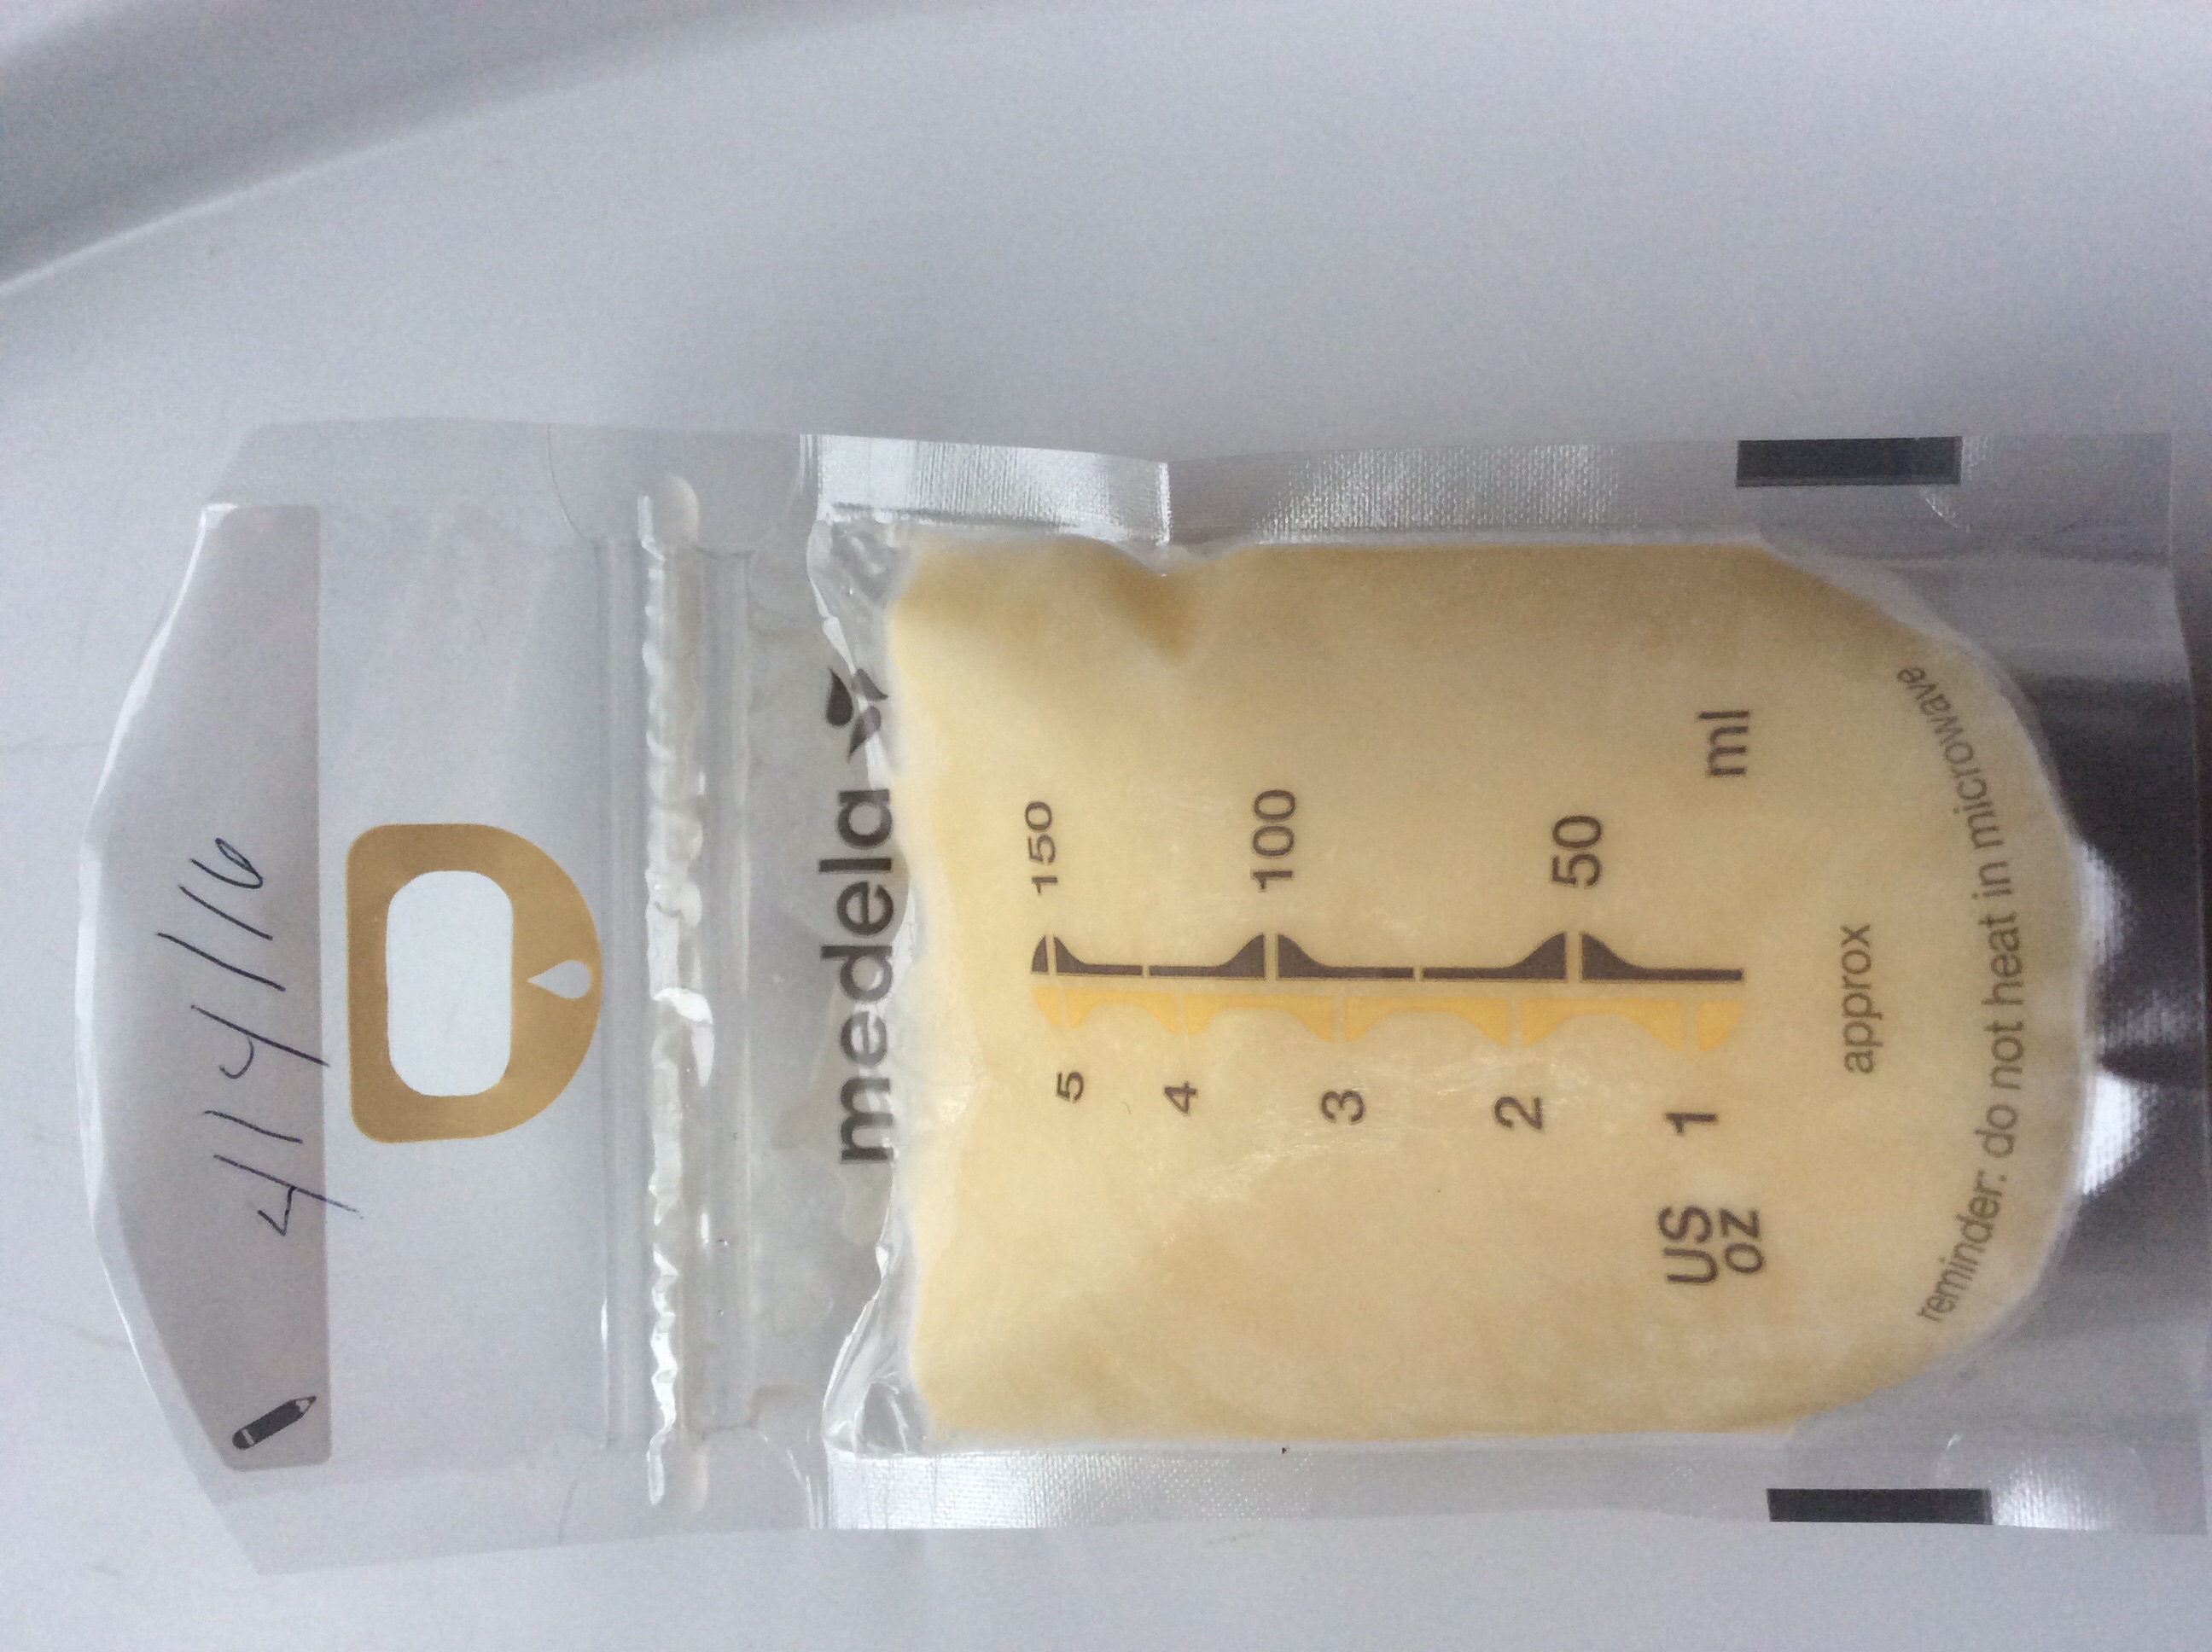 4/4/16
medela
150
5
4
100
3
50
2
1
US oz
ml
approx
reminder: do not heat in microwave